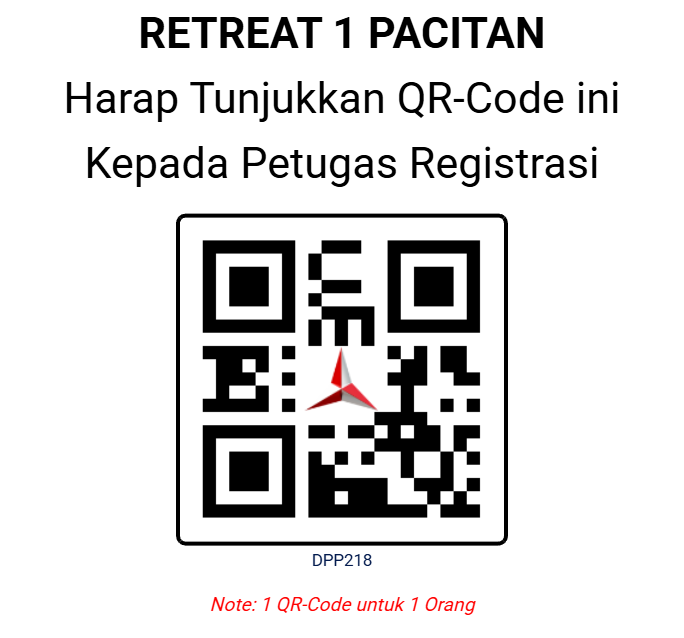 RETREAT 1 PACITAN
Harap Tunjukkan QR-Code ini
Kepada Petugas Registrasi
DPP218
Note: 1 QR-Code untuk 1 Orang